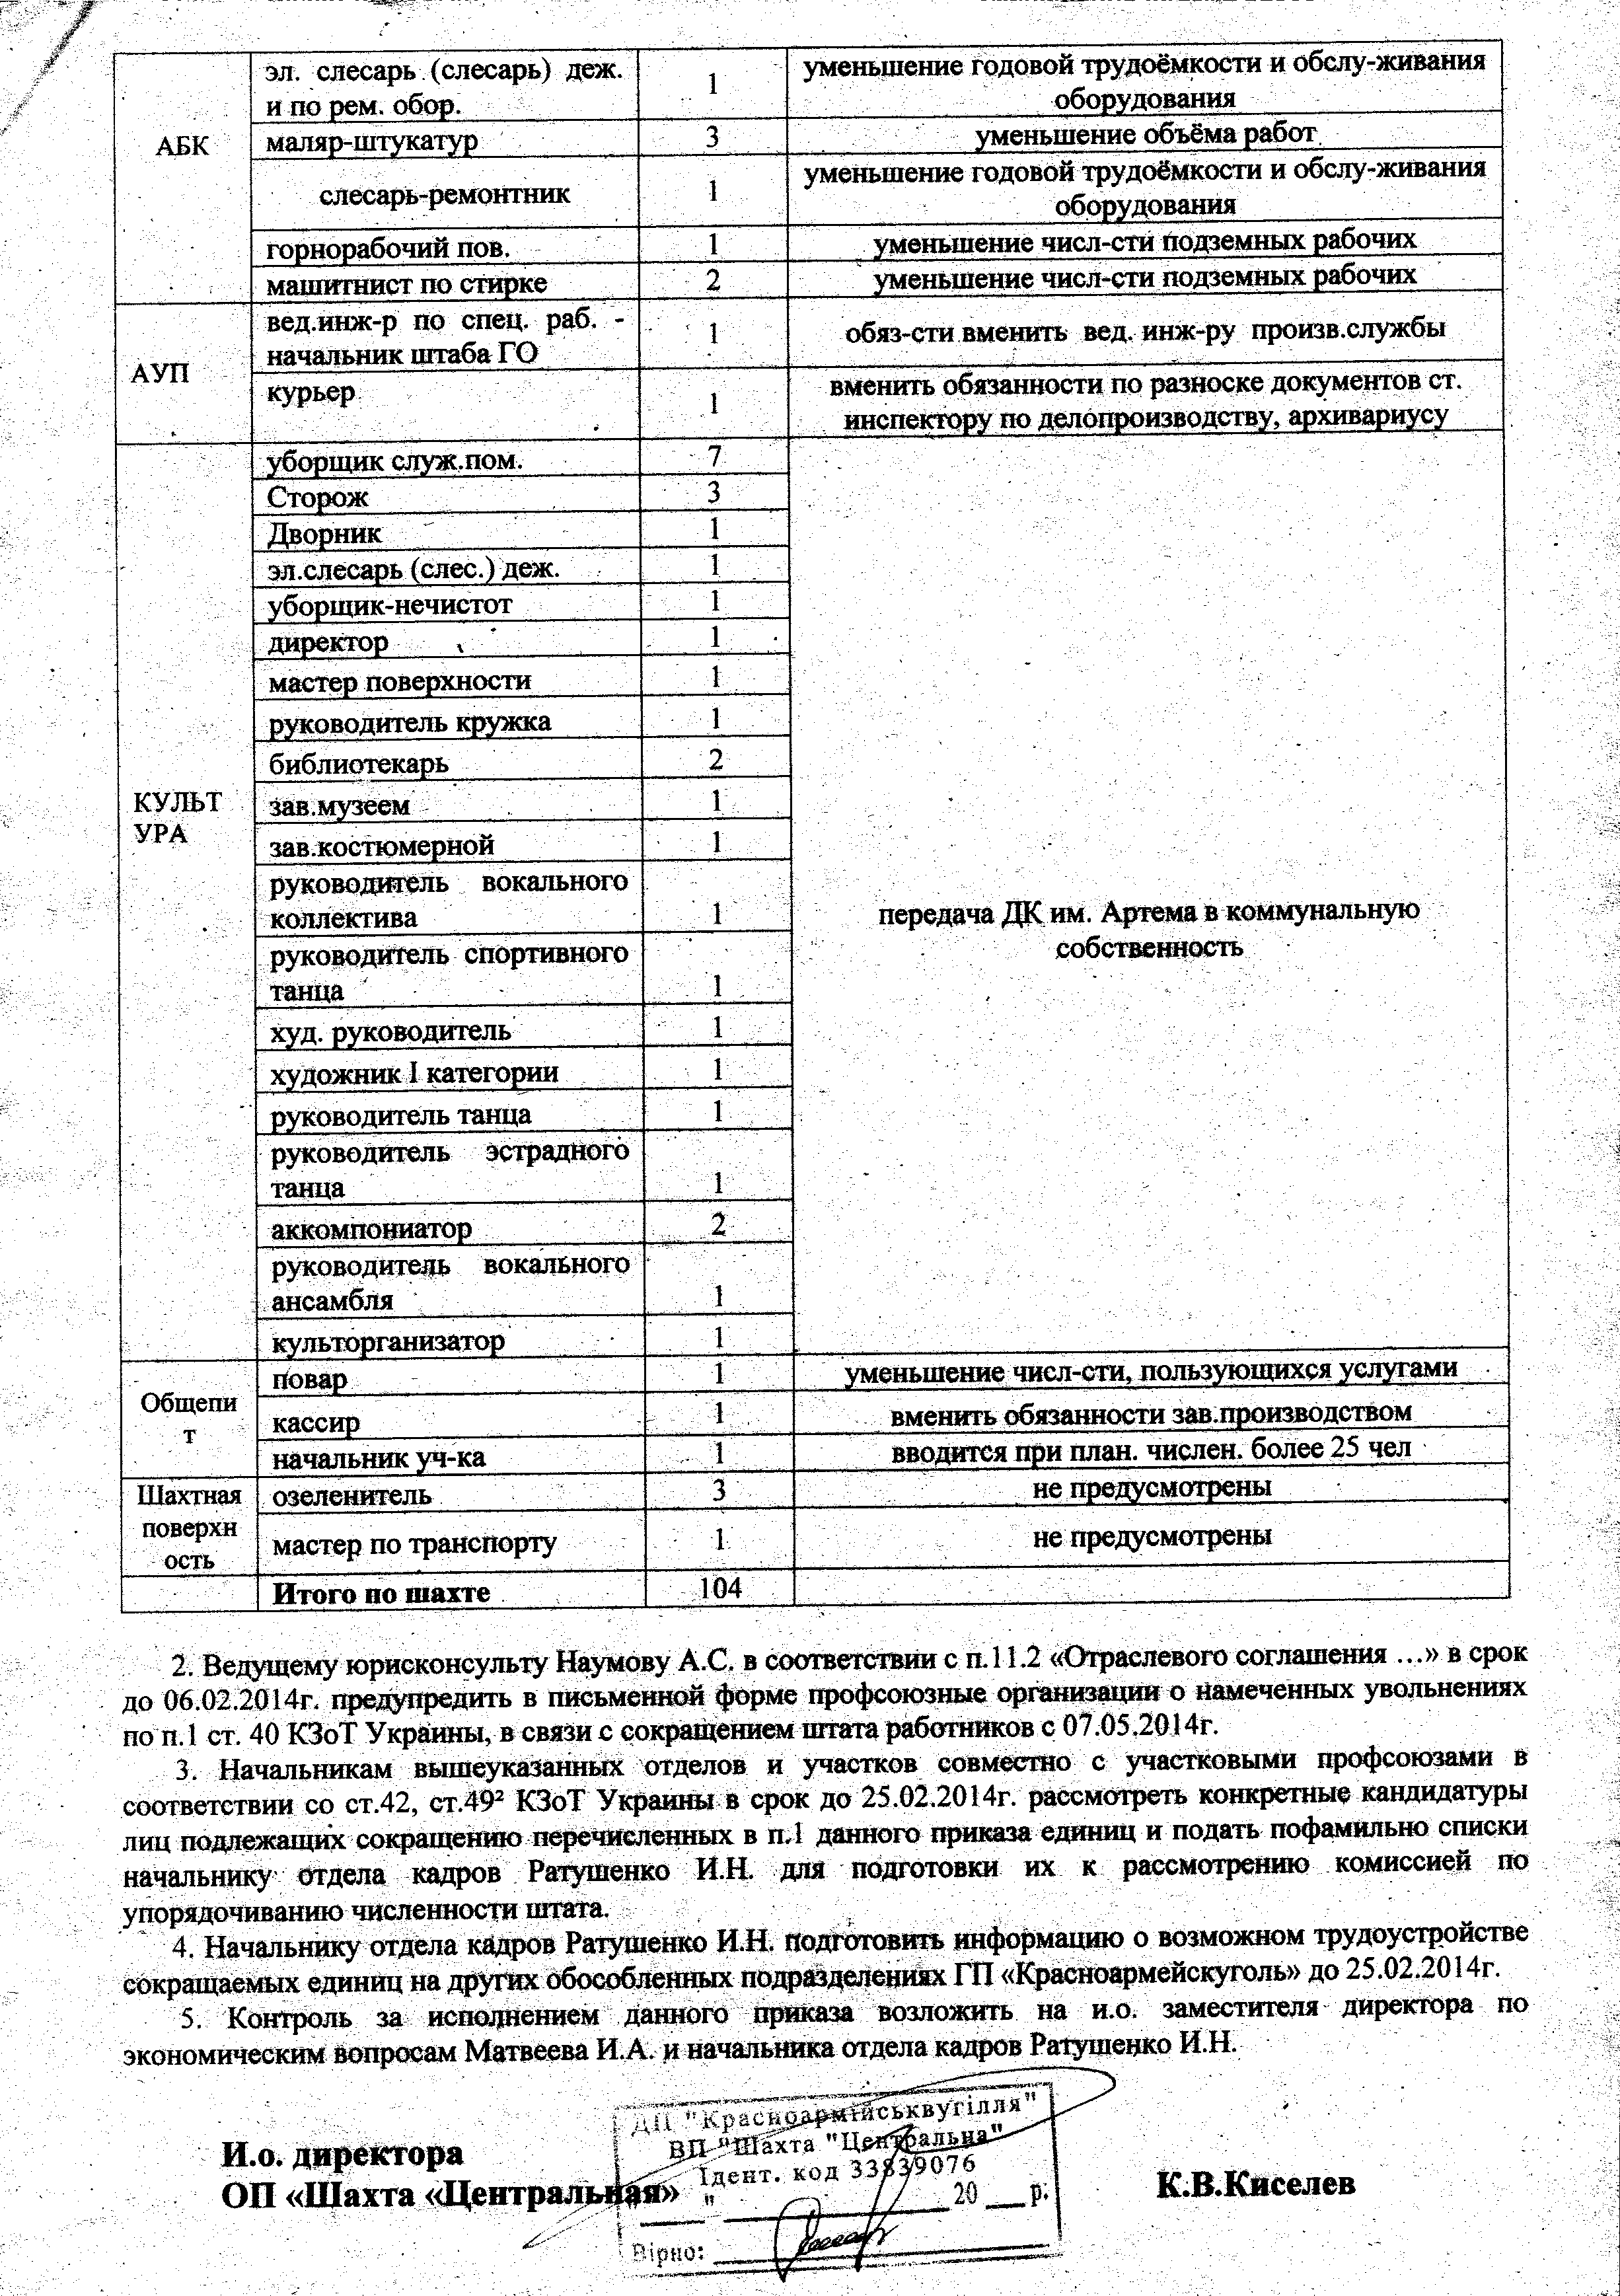 эл. слесарь (слесарь) деж.
и по рем. обор.
1
уменьшение годовой трудоёмкости и обслу-живания
оборудования
АБК
маляр-штукатур
3
уменьшение объёма работ
слесарь-ремонтник
1
уменьшение годовой трудоёмкости и обслу-живания
оборудования
горнорабочий пов.
1
уменьшение числ-сти подземных рабочих
машитнист по стирке
2
уменьшение числ-сти подземных рабочих
АУП
вед.инж-р по спец. раб. -
начальник штаба ГО
1
обяз-сти вменить вед. инж-ру произв.службы
курьер
1
вменить обязанности по разноске документов ст.
инспектору по делопроизводству, архивариусу
КУЛЬТ
УРА
уборщик служ.пом.
7
Сторож
3
Дворник
1
эл.слесарь (слес.) деж.
1
уборщик-нечистот
1
директор
1
мастер поверхности
1
руководитель кружка
1
библиотекарь
2
зав.музеем
1
зав.костюмерной
1
руководитель вокального
коллектива
1
передача ДК им. Артема в коммунальную
собственность
руководитель спортивного
танца
1
худ. руководитель
1
художник I категории
1
руководитель танца
1
руководитель эстрадного
танца
1
аккомпониатор
2
руководитель вокального
ансамбля
1
культорганизатор
1
Общепи
т
повар
1
уменьшение числ-сти, пользующихся услугами
кассир
1
вменить обязанности зав.производством
начальник уч-ка
1
вводится при план. числен. более 25 чел
Шахтная
поверхн
ость
озеленитель
3
не предусмотрены
мастер по транспорту
1
не предусмотрены
Итого по шахте
104
2. Ведущему юрисконсульту Наумову А.С. в соответствии с п.11.2 «Отраслевого соглашения ...» в срок
до 06.02.2014г. предупредить в письменной форме профсоюзные организации о намеченных увольнениях
по п.1 ст. 40 КЗоТ Украины, в связи с сокращением штата работников с 07.05.2014г.
3. Начальникам вышеуказанных отделов и участков совместно с участковыми профсоюзами в
соответствии со ст.42, ст.49² КЗоТ Украины в срок до 25.02.2014г. рассмотреть конкретные кандидатуры
лиц подлежащих сокращению перечисленных в п.1 данного приказа единиц и подать пофамильно списки
начальнику отдела кадров Ратушенко И.Н. для подготовки их к рассмотрению комиссией по
упорядочиванию численности штата.
4. Начальнику отдела кадров Ратушенко И.Н. подготовить информацию о возможном трудоустройстве
сокращаемых единиц на других обособленных подразделениях ГП «Красноармейскуголь» до 25.02.2014г.
5. Контроль за исполнением данного приказа возложить на и.о. заместителя директора по
экономическим вопросам Матвеева И.А. и начальника отдела кадров Ратушенко И.Н.
ДП "Красноармійськвугілля"
ВП "Шахта "Центральна"
Ідент. код 33839076
" " 20 р.
Вірно:
И.о. директора
ОП «Шахта «Центральная»
К.В.Киселев